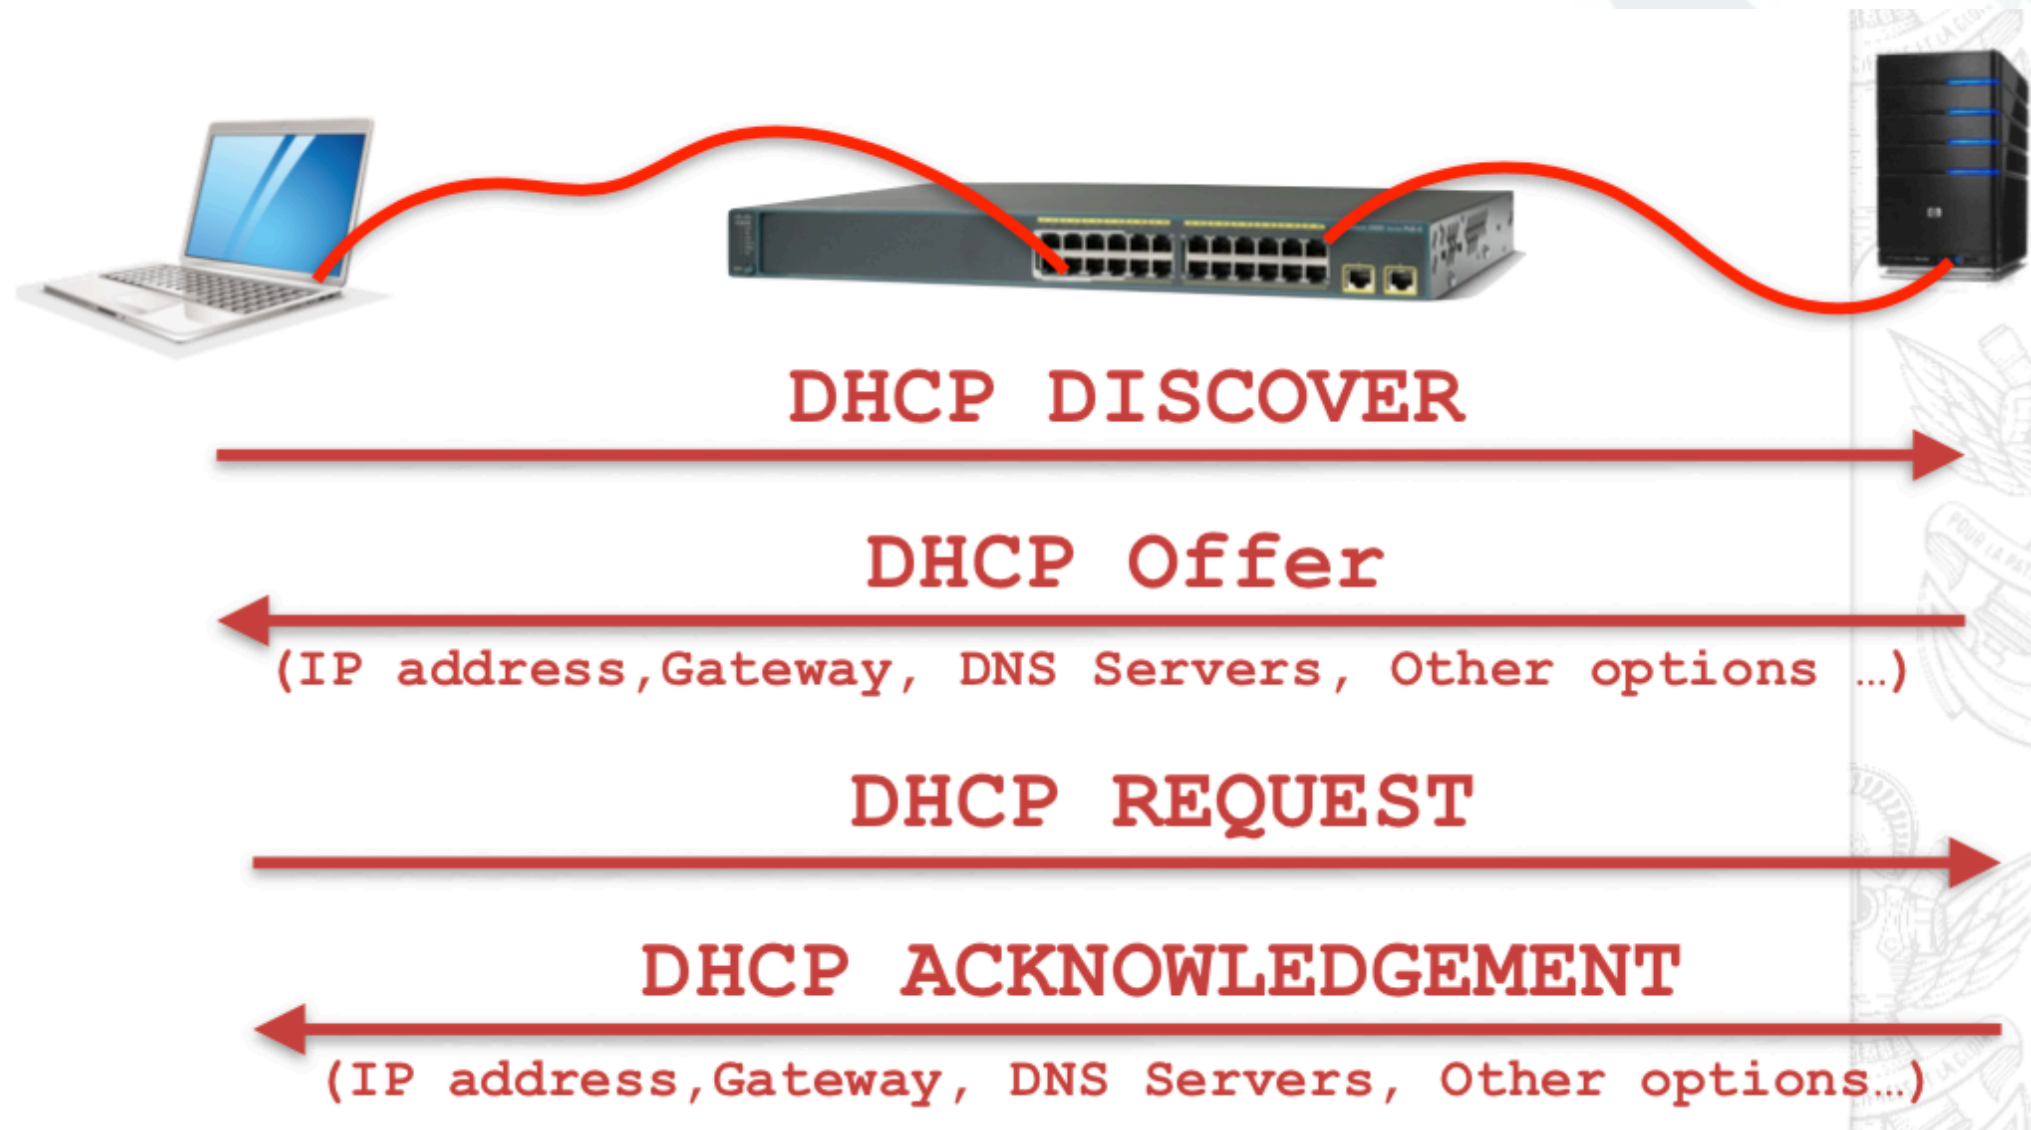 DHCP DISCOVER
DHCP Offer
(IP address,Gateway, DNS Servers, Other options …)
DHCP REQUEST
DHCP ACKNOWLEDGEMENT
(IP address,Gateway, DNS Servers, Other options…)